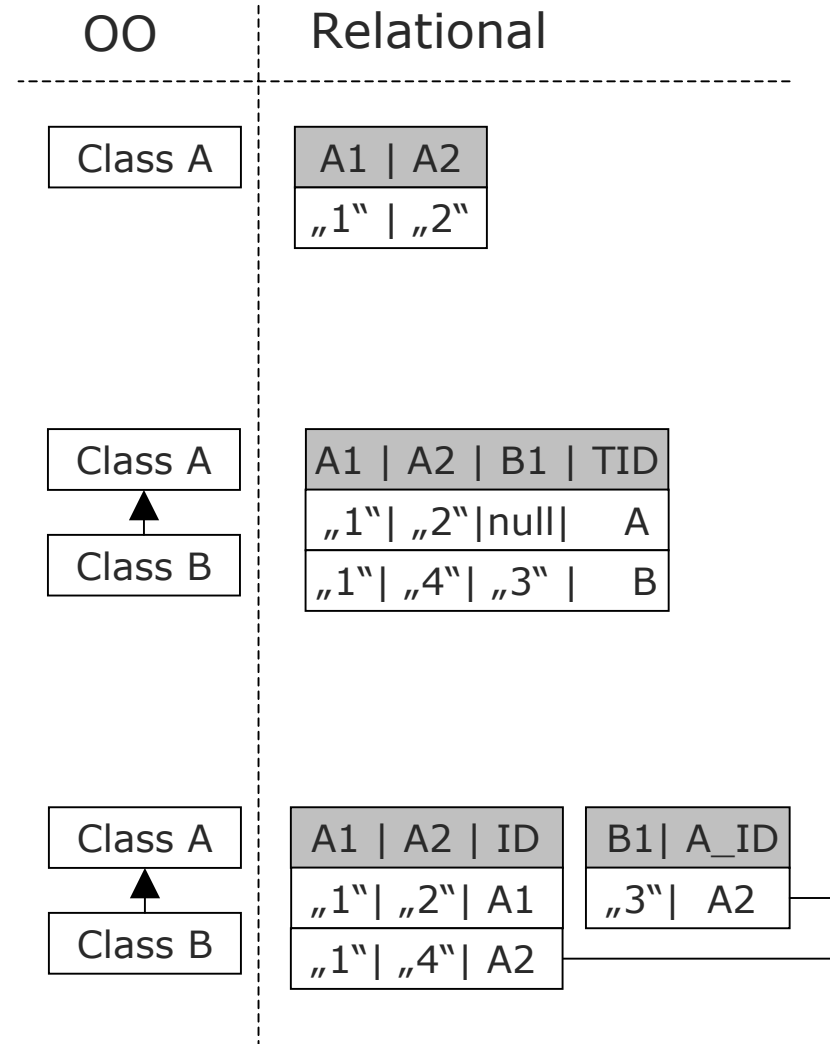 OO
Relational
Class A
A1 | A2
„1‟ | „2‟
Class A
A1 | A2 | B1 | TID
„1‟| „2‟|null| A
Class B
„1‟| „4‟| „3‟ | B
Class A
A1 | A2 | ID
B1| A_ID
„1‟| „2‟| A1
„3‟| A2
Class B
„1‟| „4‟| A2